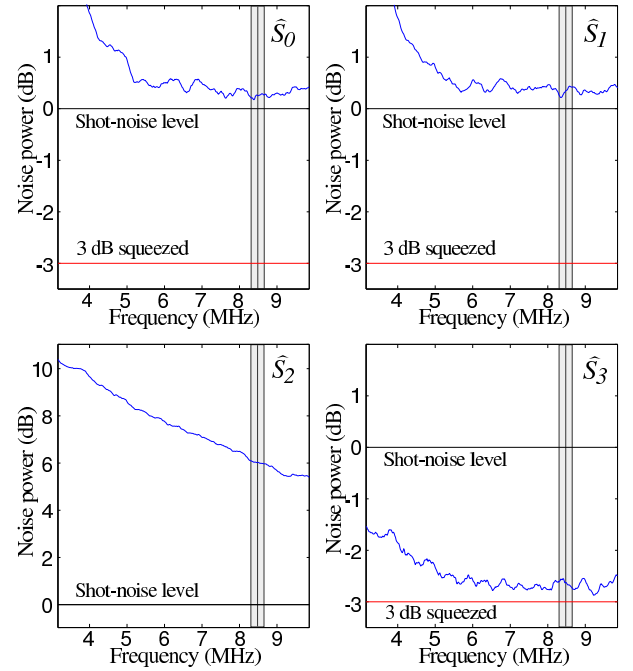 Ŝ0
Noise power (dB)
1
0
-1
-2
-3
Shot-noise level
3 dB squeezed
4 5 6 7 8 9
Frequency (MHz)
Ŝ1
Noise power (dB)
1
0
-1
-2
-3
Shot-noise level
3 dB squeezed
4 5 6 7 8 9
Frequency (MHz)
Ŝ2
Noise power (dB)
10
8
6
4
2
0
Shot-noise level
4 5 6 7 8 9
Frequency (MHz)
Ŝ3
Noise power (dB)
2
0
-1
-2
-3
Shot-noise level
3 dB squeezed
4 5 6 7 8 9
Frequency (MHz)